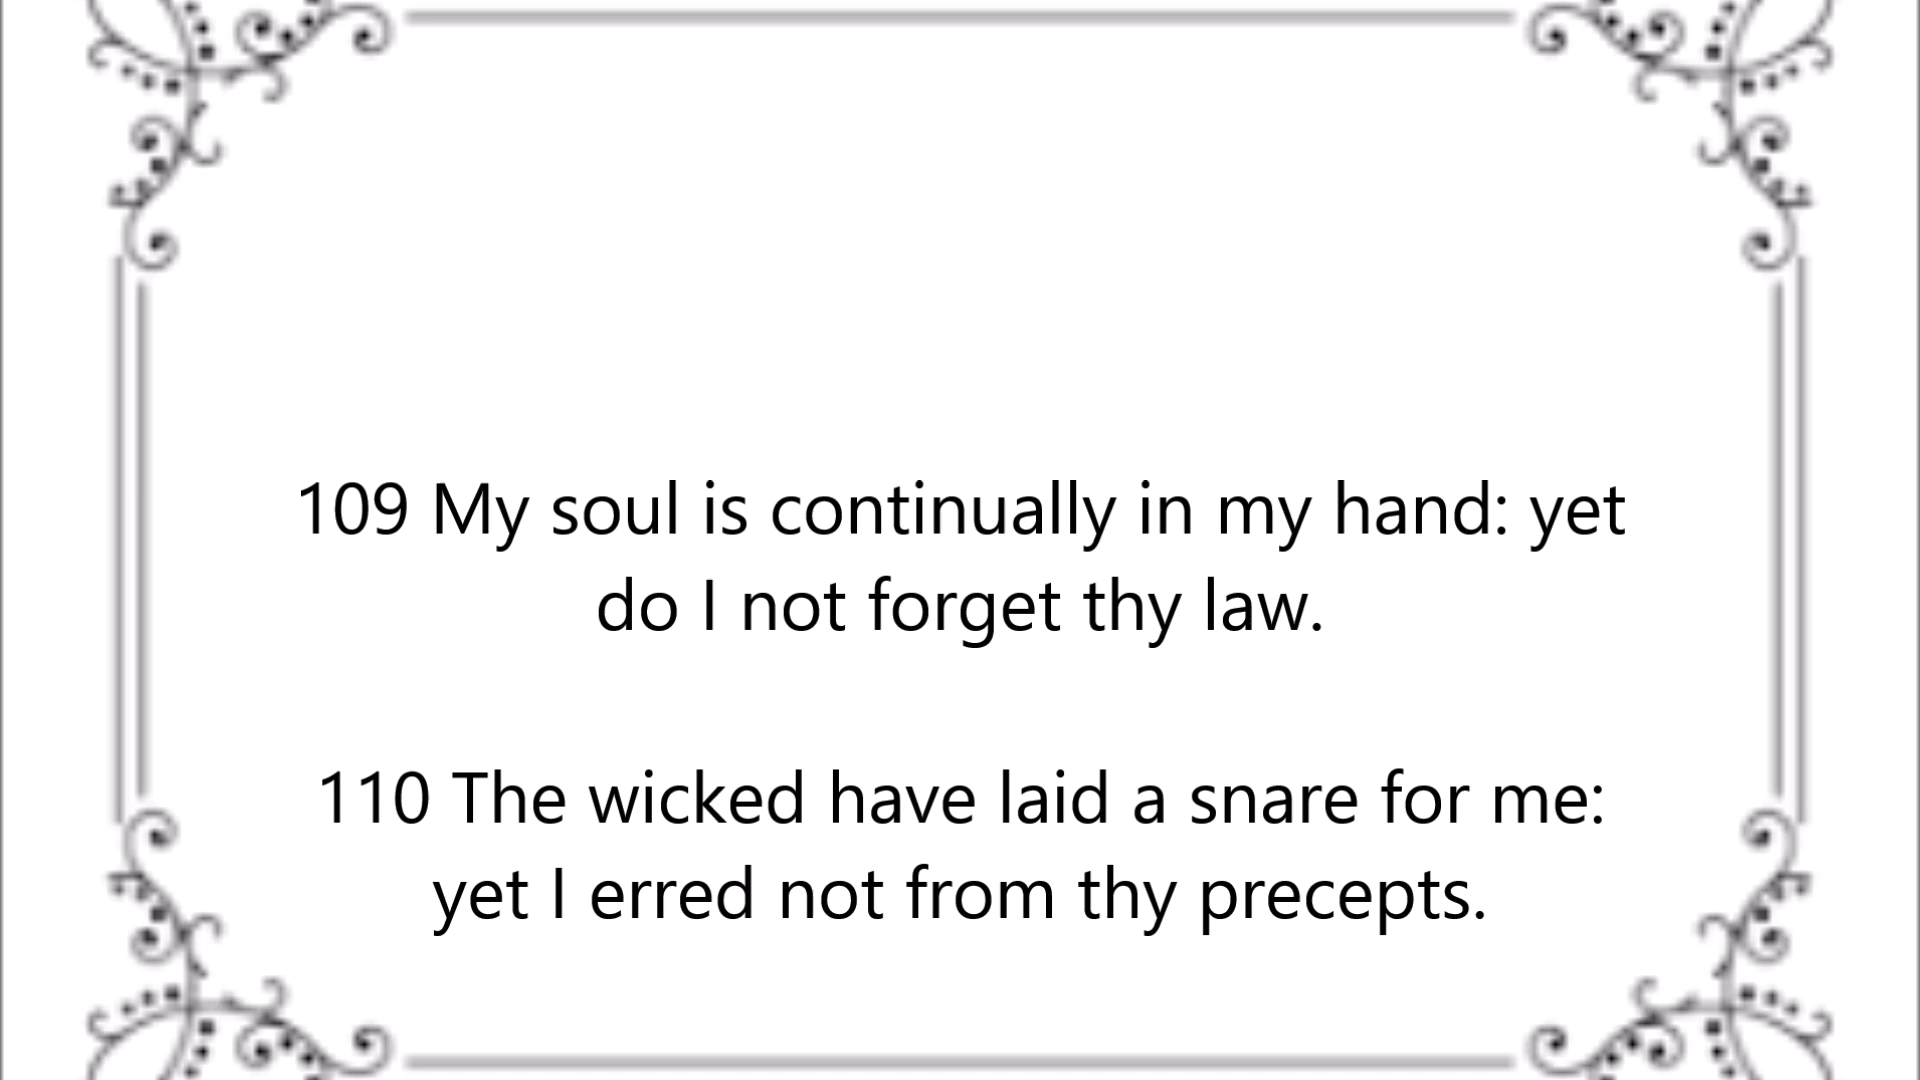 109 My soul is continually in my hand: yet
do I not forget thy law.
110 The wicked have laid a snare for me:
yet I erred not from thy precepts.